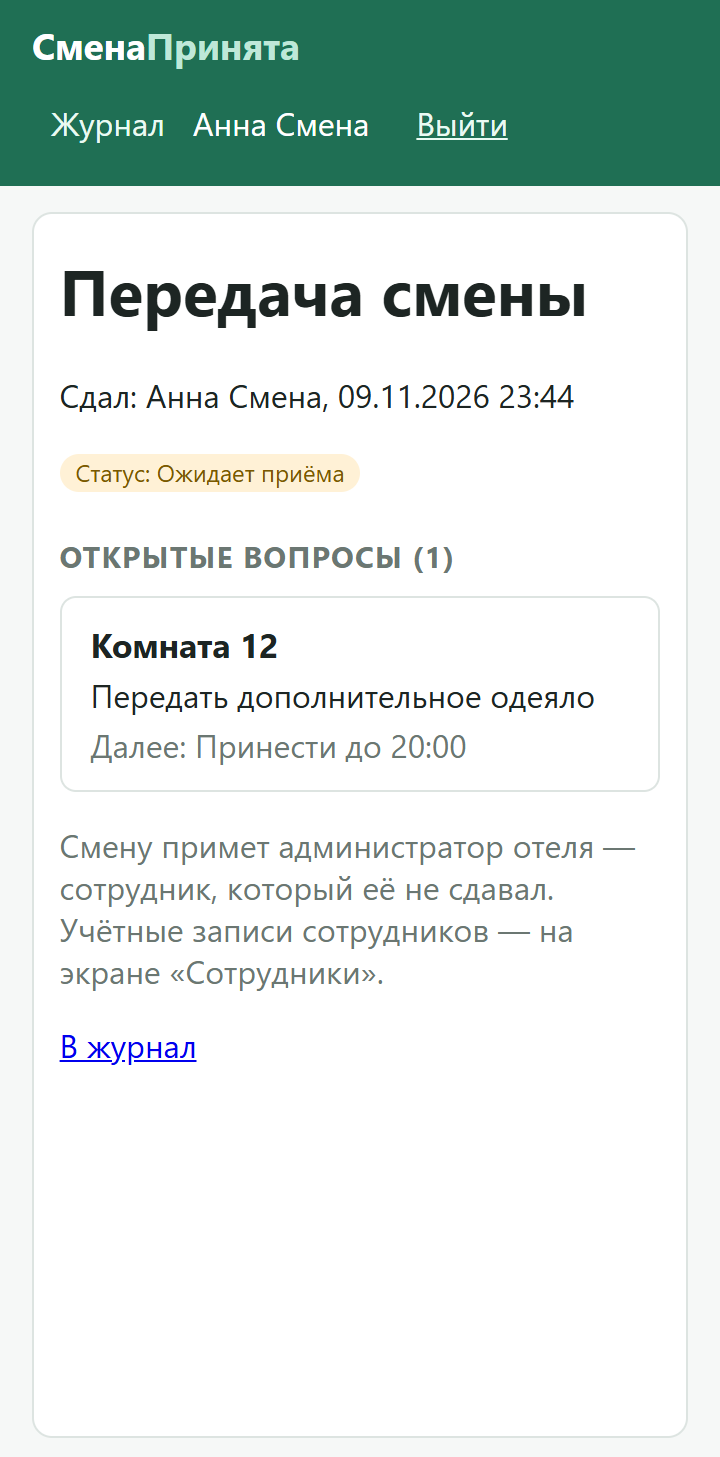 СменаПринята
Журнал Анна Смена Выйти
Передача смены
Сдал: Анна Смена, 09.11.2026 23:44
Статус: Ожидает приёма
ОТКРЫТЫЕ ВОПРОСЫ (1)
Комната 12
Передать дополнительное одеяло
Далее: Принести до 20:00
Смену примет администратор отеля —
сотрудник, который её не сдавал.
Учётные записи сотрудников — на
экране «Сотрудники».
В журнал